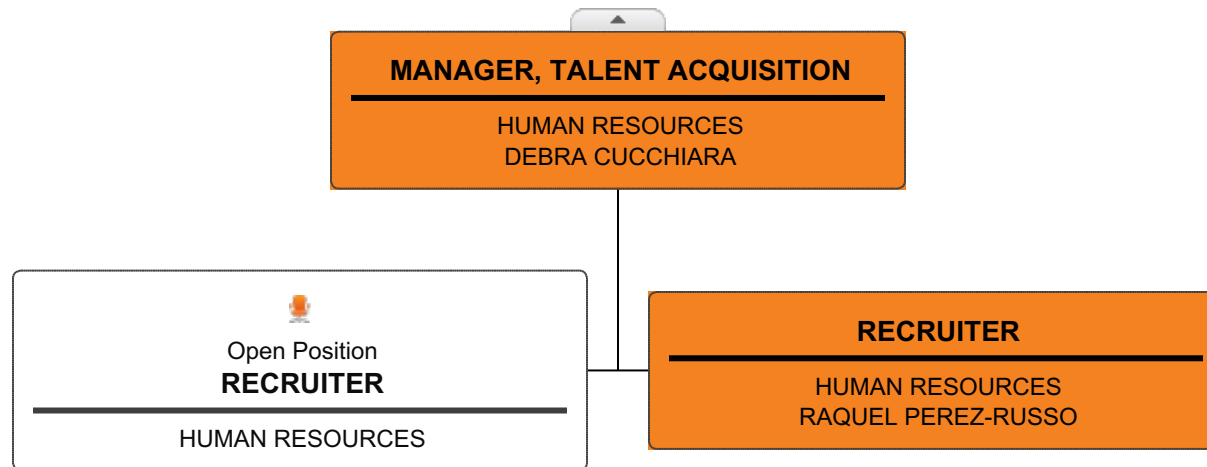 MANAGER, TALENT ACQUISITION
HUMAN RESOURCES
DEBRA CUCCHIARA
Open Position
RECRUITER
HUMAN RESOURCES
RECRUITER
HUMAN RESOURCES
RAQUEL PEREZ-RUSSO